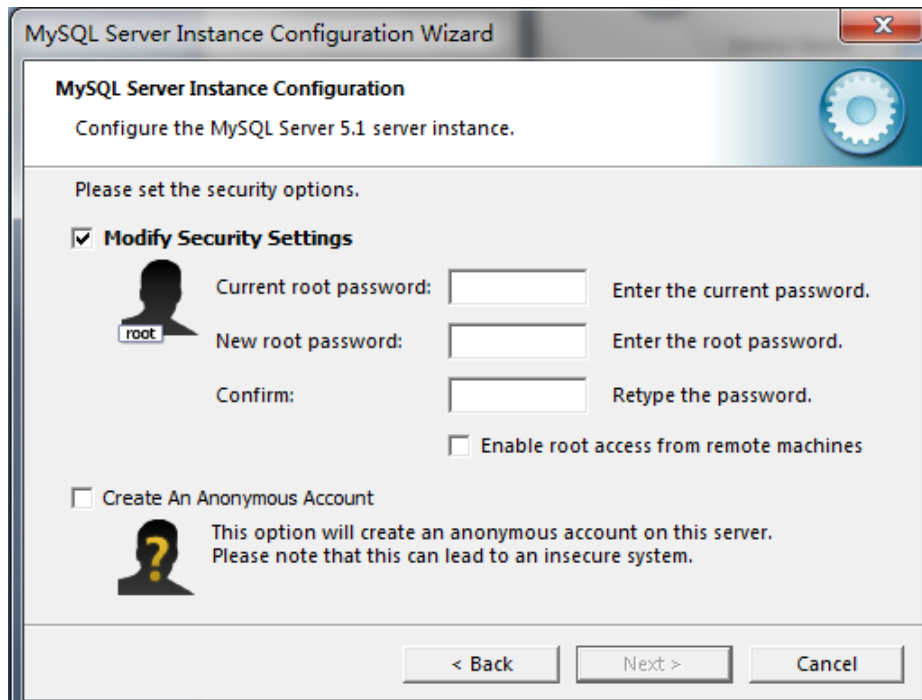 MySQL Server Instance Configuration Wizard
MySQL Server Instance Configuration
Configure the MySQL Server 5.1 server instance.
Please set the security options.
Modify Security Settings
Current root password: Enter the current password.
root
New root password: Enter the root password.
Confirm: Retype the password.
Enable root access from remote machines
Create An Anonymous Account
?
This option will create an anonymous account on this server.
Please note that this can lead to an insecure system.
< Back Next > Cancel